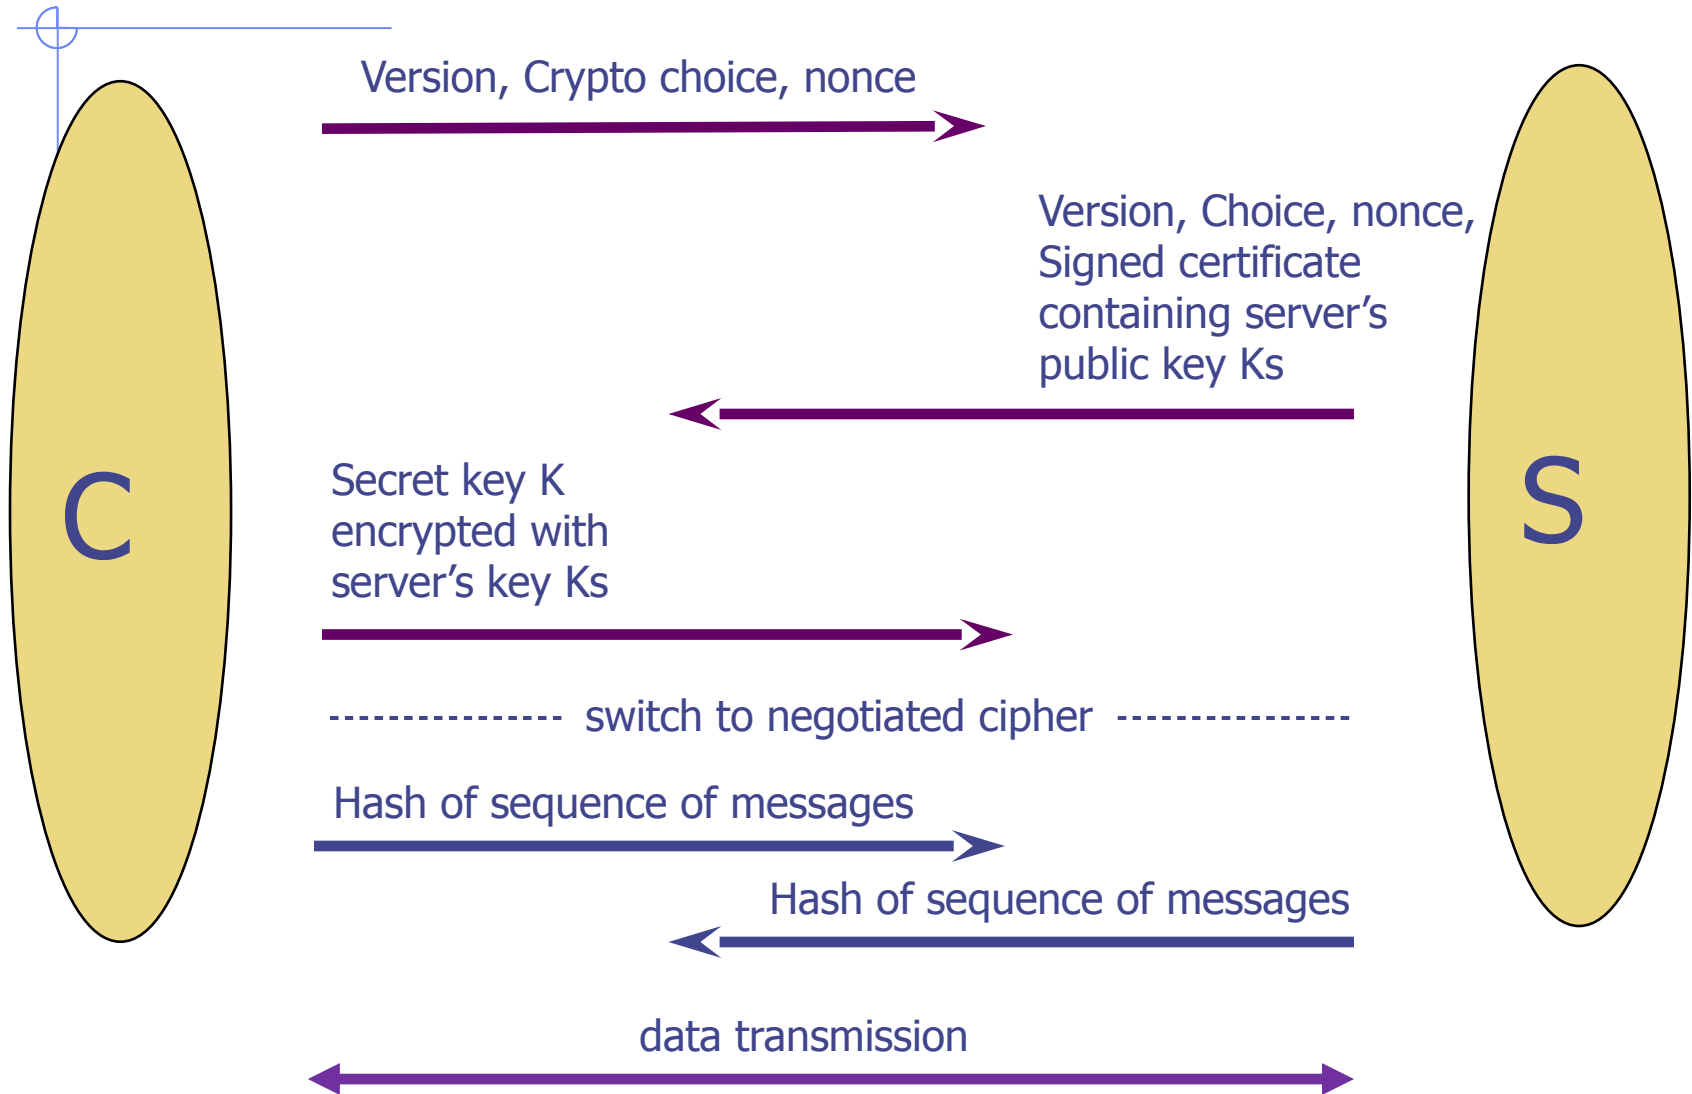 Version, Crypto choice, nonce
Version, Choice, nonce,
Signed certificate
containing server’s
public key Ks
C
S
Secret key K
encrypted with
server’s key Ks
switch to negotiated cipher
Hash of sequence of messages
Hash of sequence of messages
data transmission